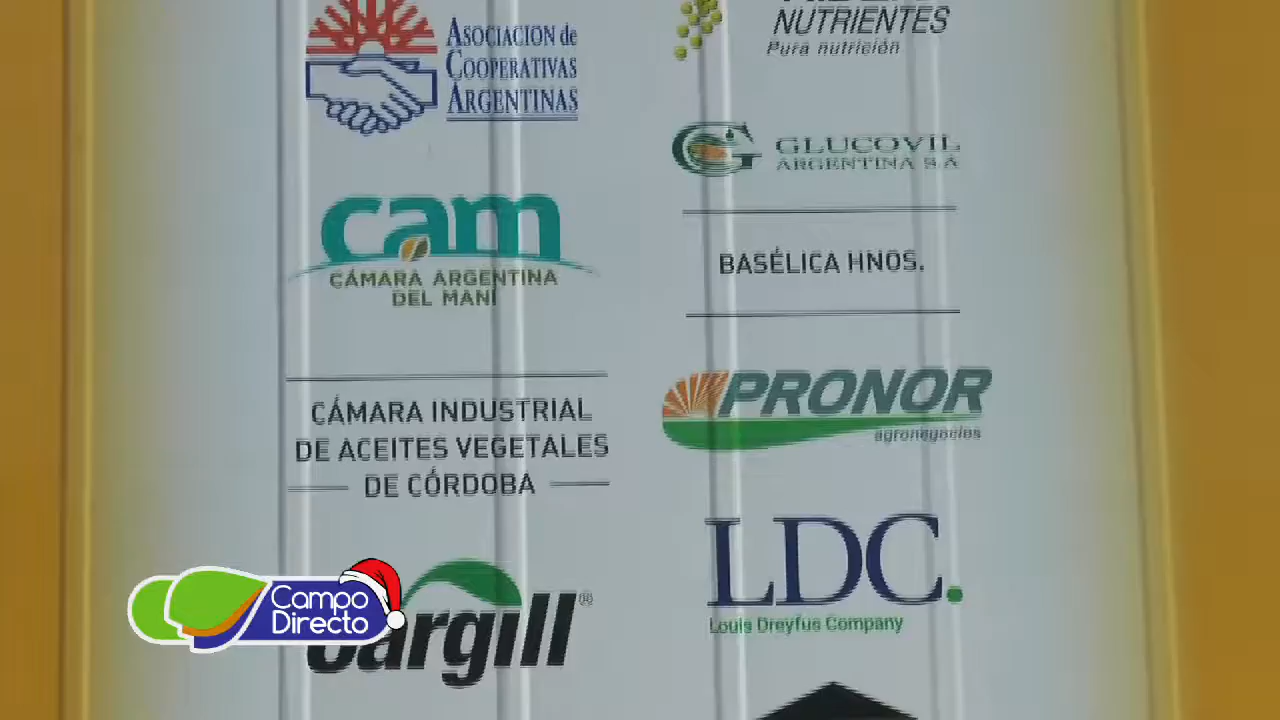 ASOCIACION de
COOPERATIVAS
ARGENTINAS
cam
CÁMARA ARGENTINA
DEL MANÍ
CÁMARA INDUSTRIAL
DE ACEITES VEGETALES
DE CÓRDOBA
Cargill
NUTRIENTES
Pura nutrición
G
GLUCOVIL
ARGENTINA S.A
BASÉLICA HNOS.
PRONOR
agronegocios
LDC.
Louis Dreyfus Company
Campo
Directo